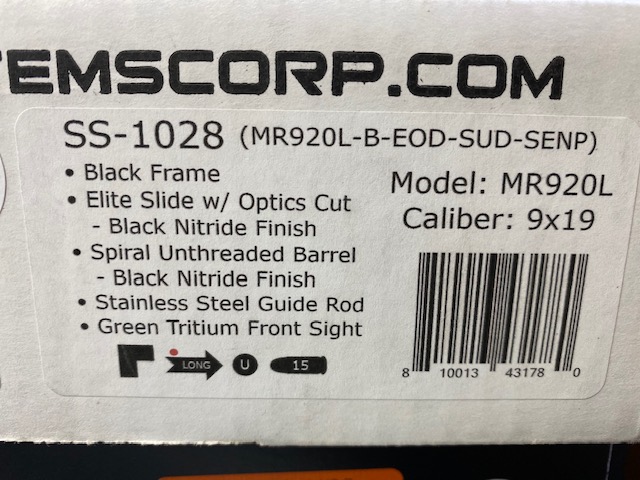 TEMSCORP.COM
SS-1028 (MR920L-B-EOD-SUD-SENP)
• Black Frame
• Elite Slide w/ Optics Cut
- Black Nitride Finish
• Spiral Unthreaded Barrel
- Black Nitride Finish
• Stainless Steel Guide Rod
• Green Tritium Front Sight
Model: MR920L
Caliber: 9x19
LONG U 15
8 10013 43178 0